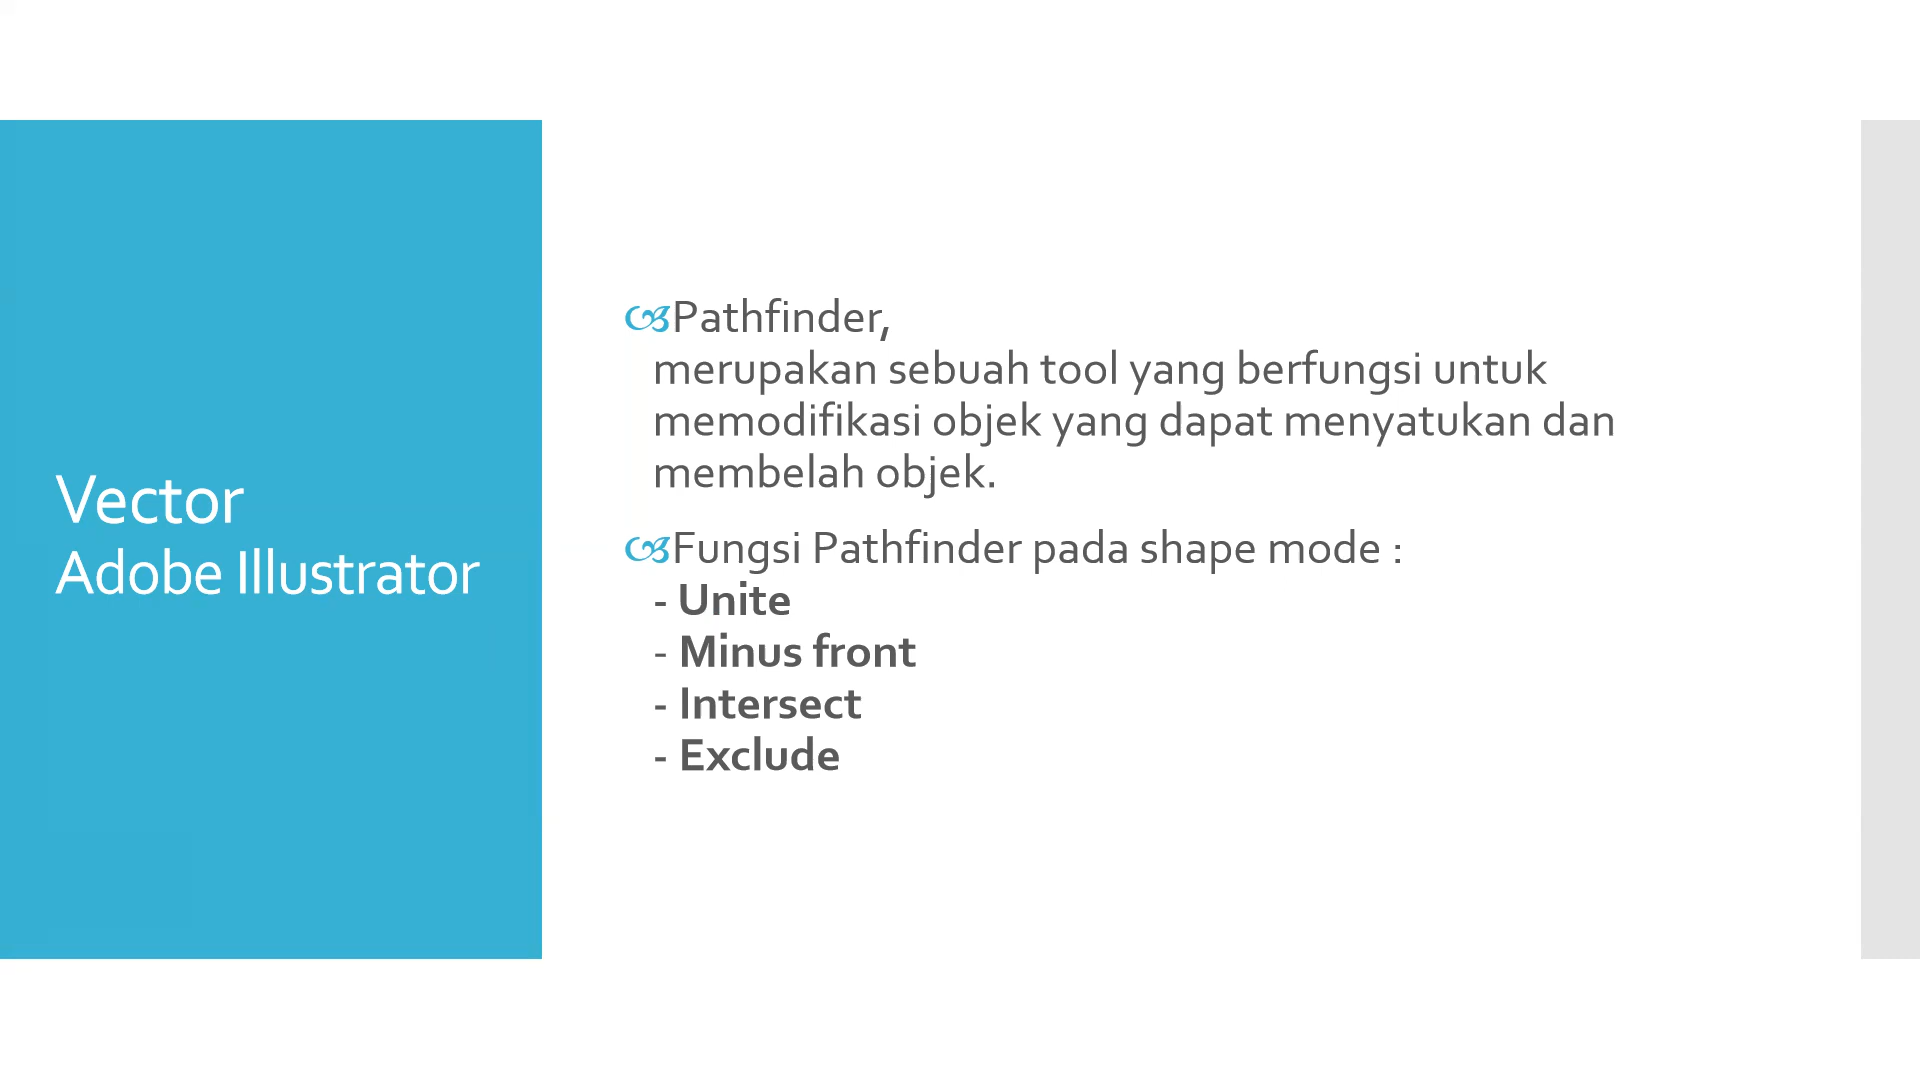 Vector
Adobe Illustrator
Pathfinder,
merupakan sebuah tool yang berfungsi untuk
memodifikasi objek yang dapat menyatukan dan
membelah objek.
Fungsi Pathfinder pada shape mode :
- Unite
- Minus front
- Intersect
- Exclude